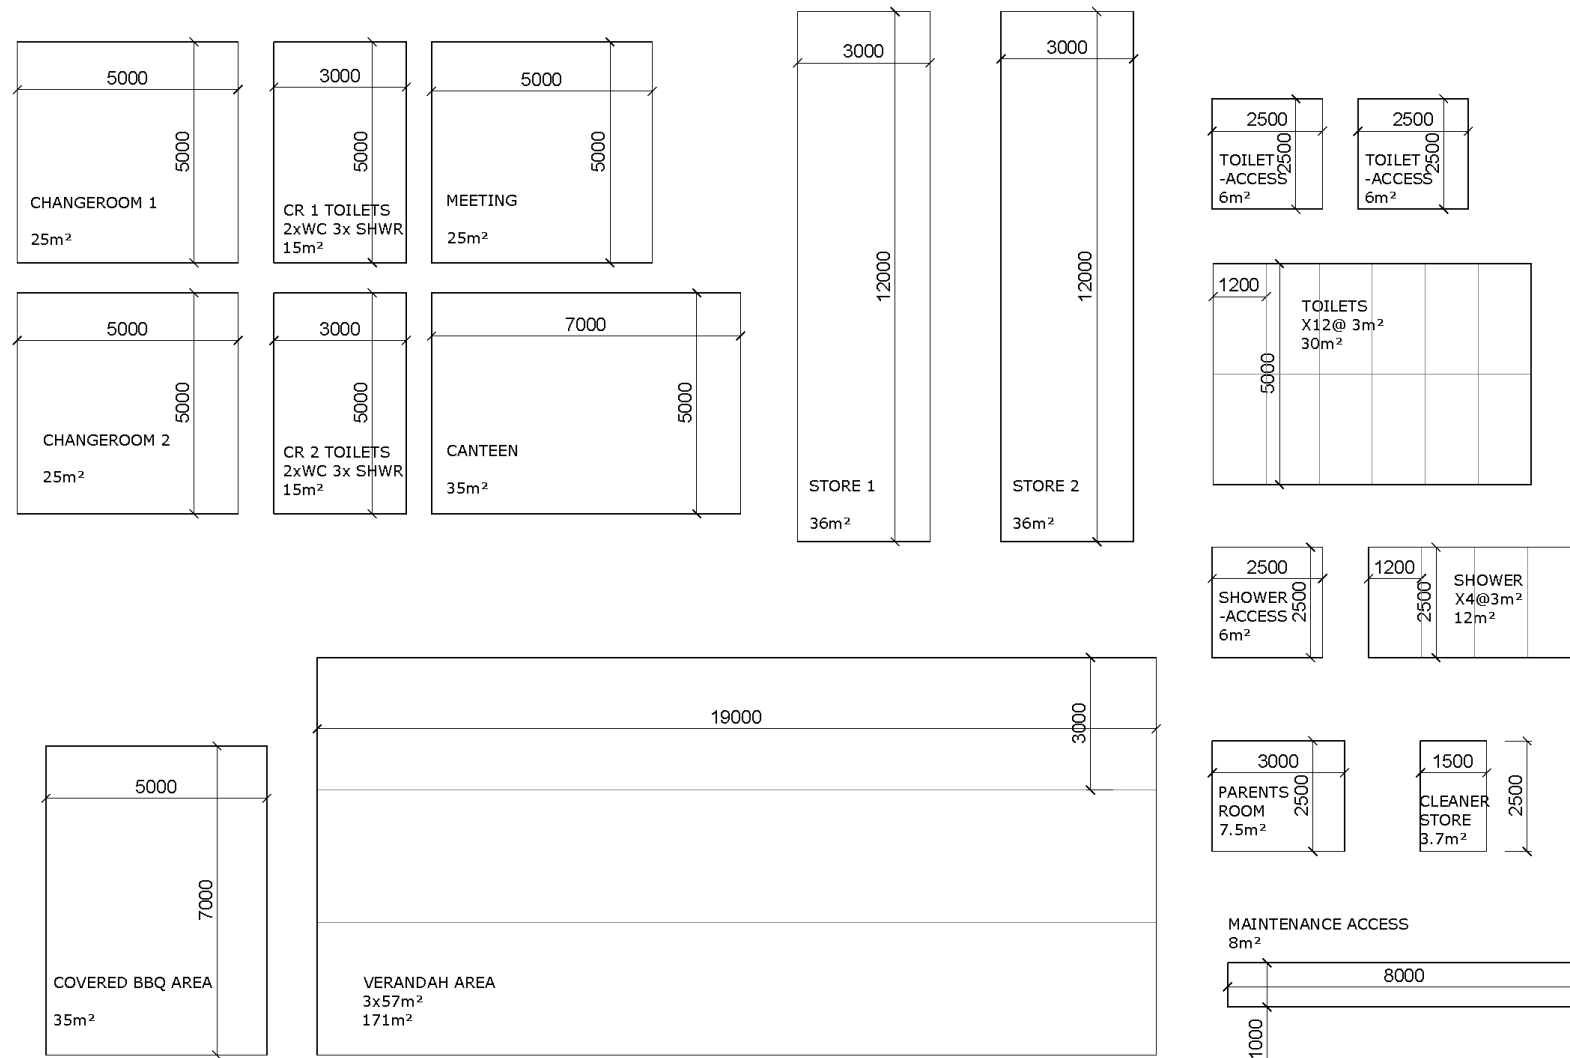 5000
5000
CHANGEROOM 1
25m²
3000
5000
CR 1 TOILETS
2xWC 3x SHWR
15m²
5000
5000
MEETING
25m²
5000
5000
CHANGEROOM 2
25m²
3000
5000
CR 2 TOILETS
2xWC 3x SHWR
15m²
7000
5000
CANTEEN
35m²
3000
12000
STORE 1
36m²
3000
12000
STORE 2
36m²
2500
2500
TOILET
-ACCESS
6m²
2500
2500
TOILET
-ACCESS
6m²
1200
5000
TOILETS
X12@ 3m²
30m²
2500
2500
SHOWER
-ACCESS
6m²
1200
2500
SHOWER
X4@3m²
12m²
5000
7000
COVERED BBQ AREA
35m²
19000
3000
VERANDAH AREA
3x57m²
171m²
3000
2500
PARENTS
ROOM
7.5m²
1500
2500
CLEANER
STORE
3.7m²
MAINTENANCE ACCESS
8m²
8000
1000